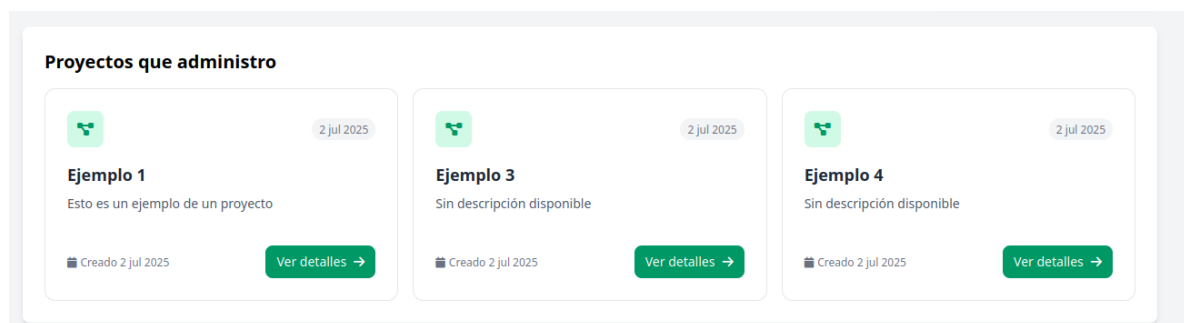 Proyectos que administro
2 jul 2025
Ejemplo 1
Esto es un ejemplo de un proyecto
Creado 2 jul 2025
Ver detalles →
2 jul 2025
Ejemplo 3
Sin descripción disponible
Creado 2 jul 2025
Ver detalles →
2 jul 2025
Ejemplo 4
Sin descripción disponible
Creado 2 jul 2025
Ver detalles →